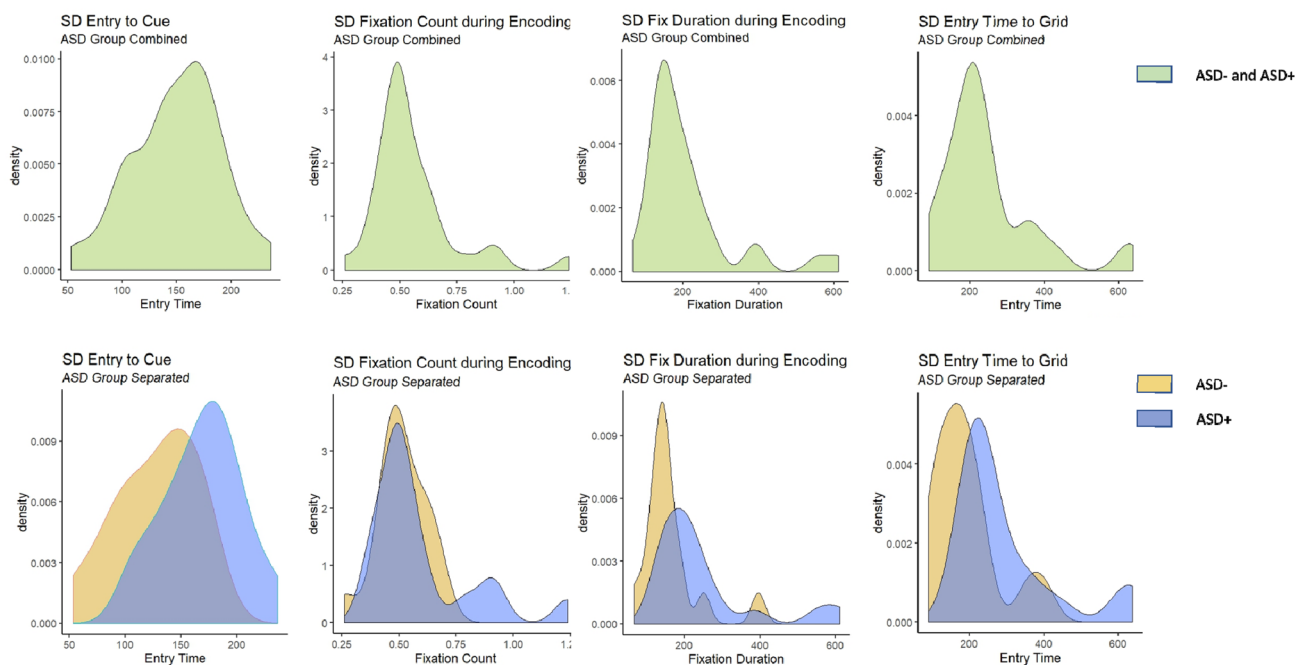 SD Entry to Cue
ASD Group Combined
0.0100
0.0075
0.0050
0.0025
0.0000
density
50 100 150 200
Entry Time
SD Fixation Count during Encoding
ASD Group Combined
4
3
2
1
0
density
0.25 0.50 0.75 1.00 1.
Fixation Count
SD Fix Duration during Encoding
ASD Group Combined
0.006
0.004
0.002
0.000
density
200 400 600
Fixation Duration
SD Entry Time to Grid
ASD Group Combined
0.004
0.002
0.000
density
200 400 600
Entry Time
ASD- and ASD+
SD Entry to Cue
ASD Group Separated
0.009
0.006
0.003
0.000
density
50 100 150 200
Entry Time
SD Fixation Count during Encoding
ASD Group Separated
3
2
1
0
density
0.25 0.50 0.75 1.00 1.2
Fixation Count
SD Fix Duration during Encoding
ASD Group Separated
0.009
0.006
0.003
0.000
density
200 400 600
Fixation Duration
SD Entry Time to Grid
ASD Group Separated
0.004
0.002
0.000
density
200 400 600
Entry Time
ASD-
ASD+